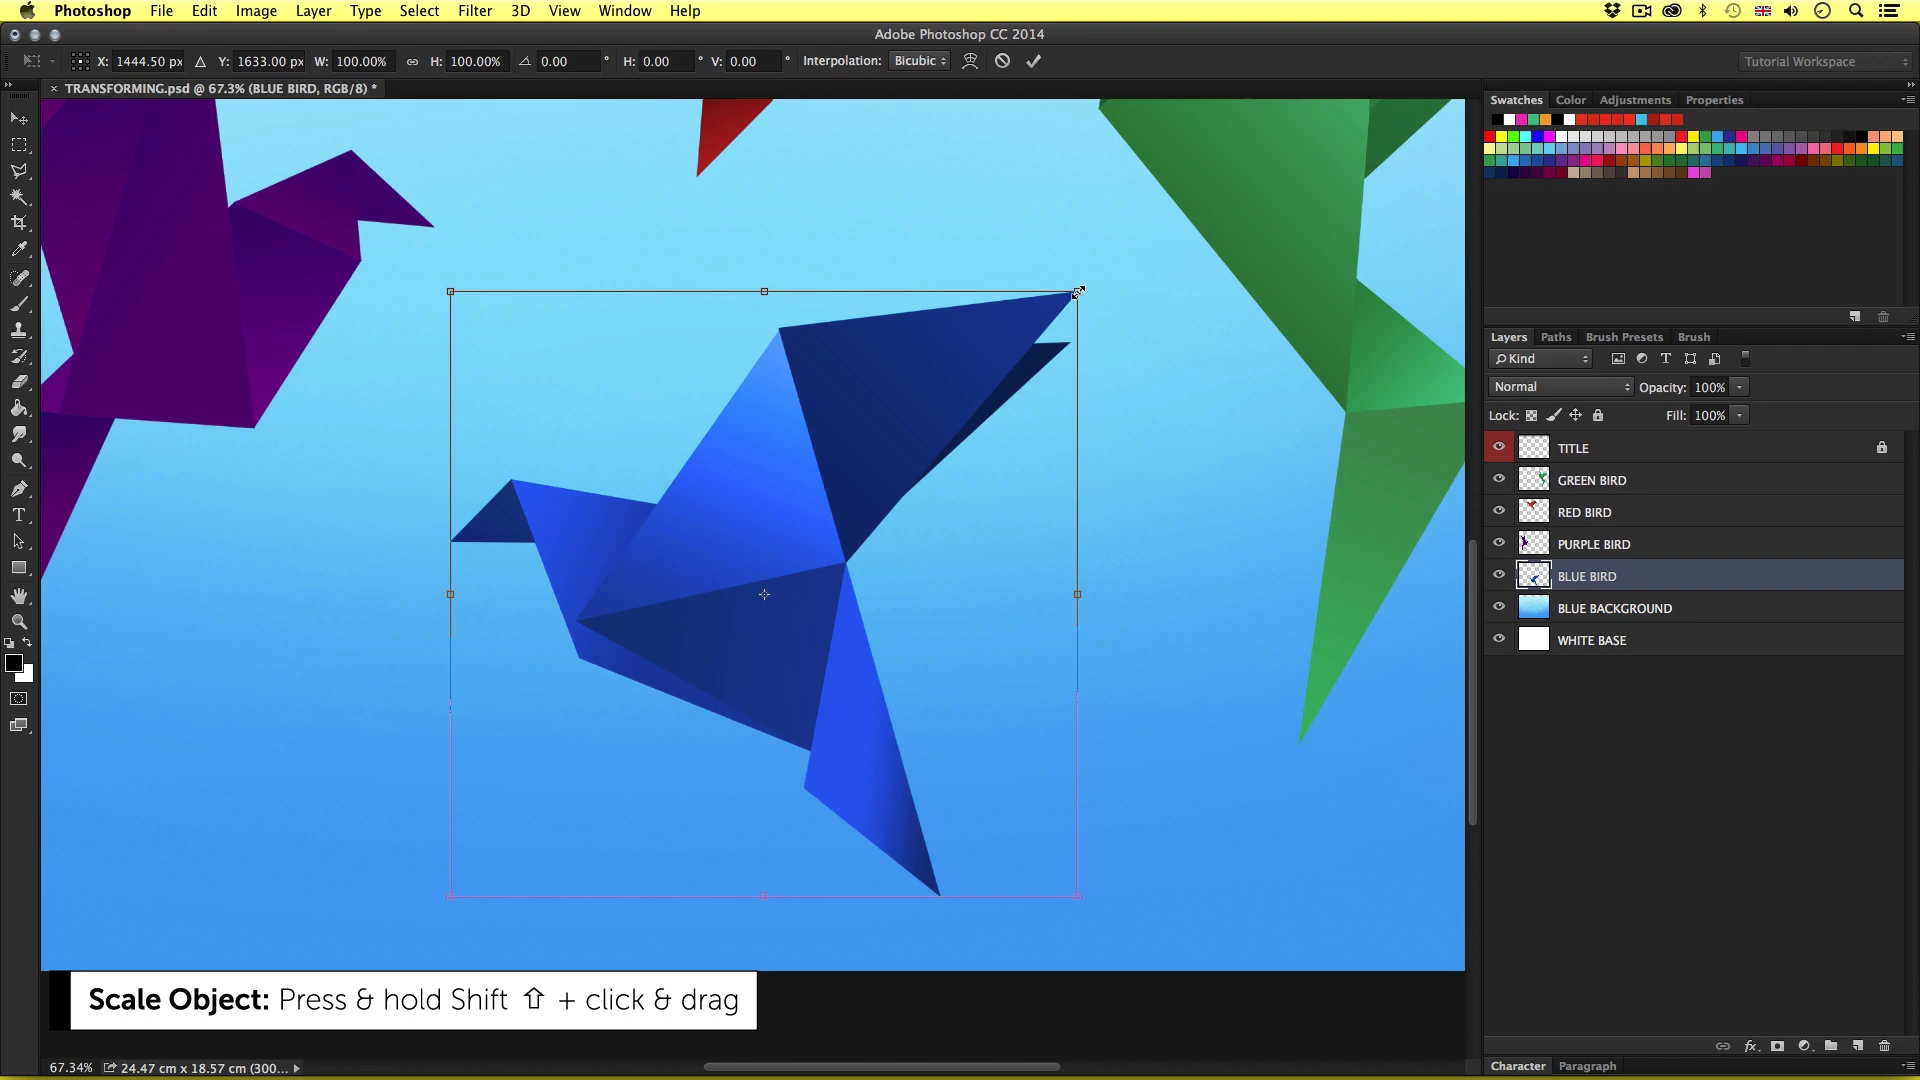 Photoshop File Edit Image Layer Type Select Filter 3D View Window Help
Adobe Photoshop CC 2014
X: 1444.50 px Y: 1633.00 px W: 100.00% H: 100.00% 0.00 ° H: 0.00 ° V: 0.00 ° Interpolation: Bicubic Tutorial Workspace
× TRANSFORMING.psd @ 67.3% (BLUE BIRD, RGB/8) *
Swatches Color Adjustments Properties
Layers Paths Brush Presets Brush
Kind T
Normal Opacity: 100%
Lock: Fill: 100%
TITLE
GREEN BIRD
RED BIRD
PURPLE BIRD
BLUE BIRD
BLUE BACKGROUND
WHITE BASE
T
Scale Object: Press & hold Shift ⇧ + click & drag
fx
67.34% 24.47 cm x 18.57 cm (300...
Character Paragraph